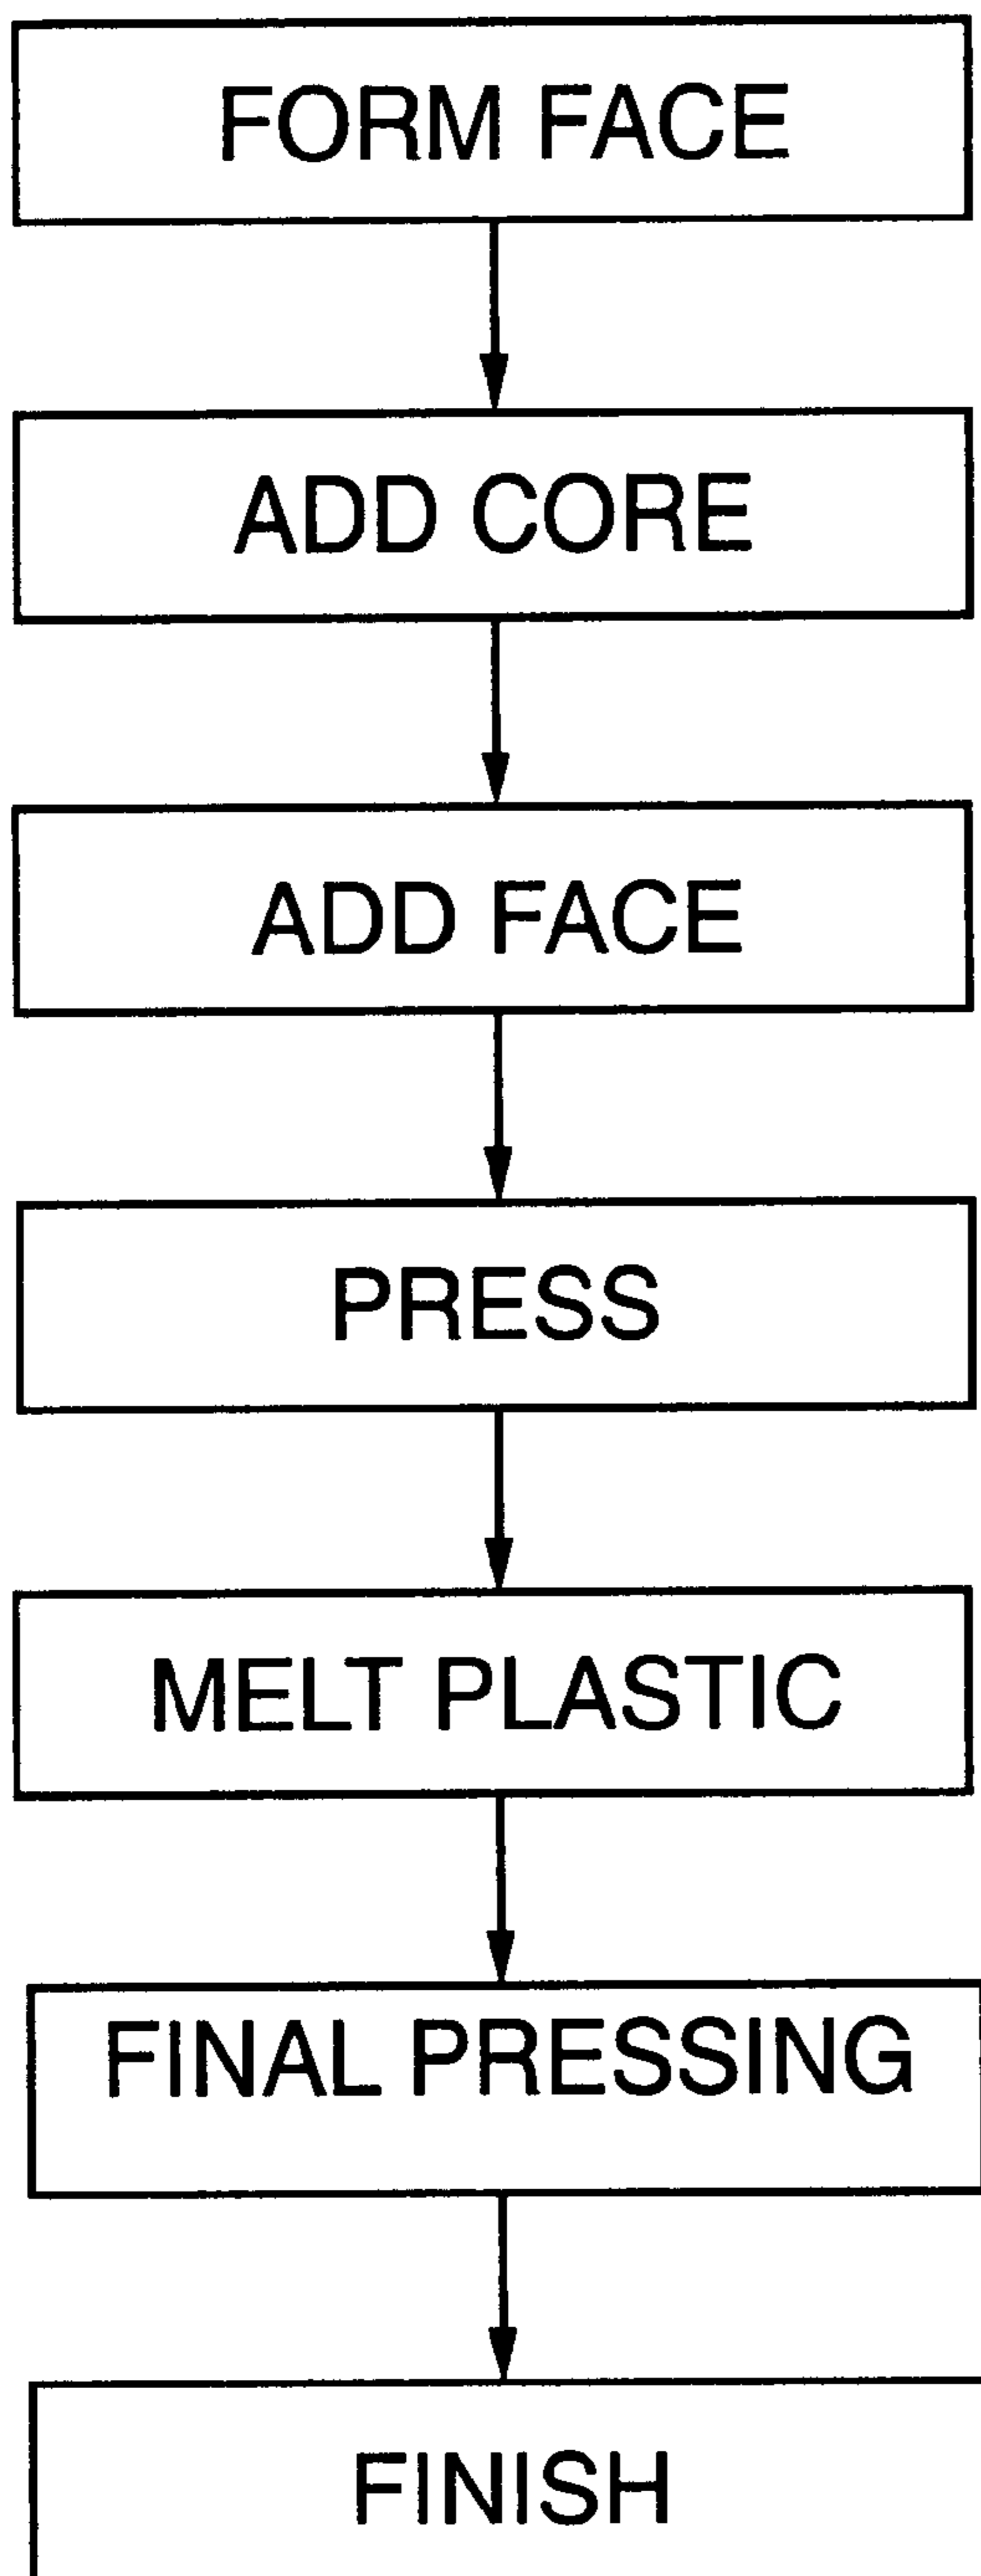 FORM FACE
ADD CORE
ADD FACE
PRESS
MELT PLASTIC
FINAL PRESSING
FINISH